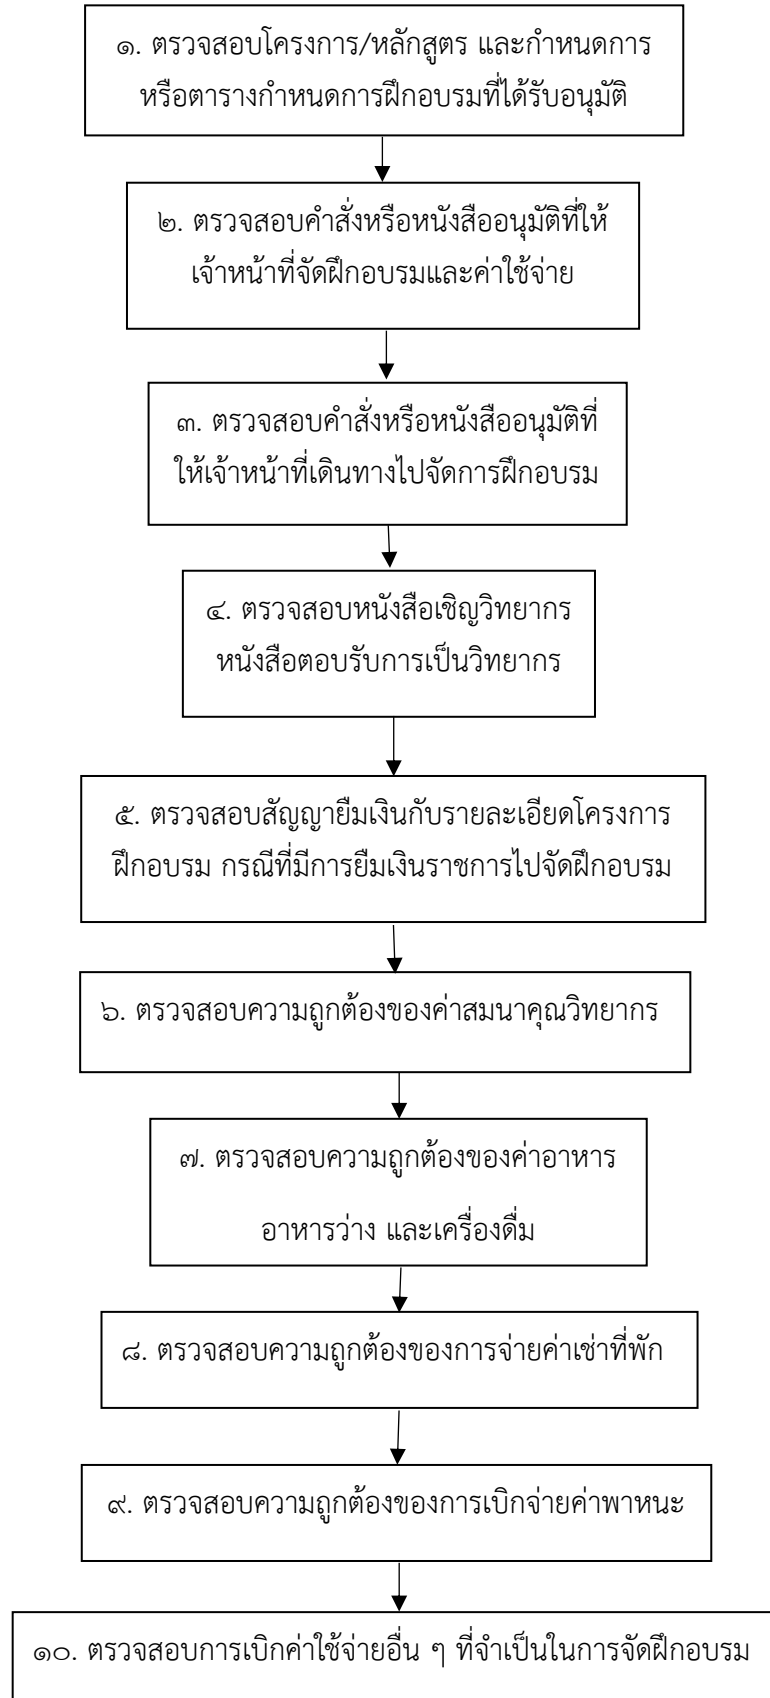 ๑. ตรวจสอบโครงการ/หลักสูตร และกำหนดการ
หรือตารางกำหนดการฝึกอบรมที่ได้รับอนุมัติ
๒. ตรวจสอบคำสั่งหรือหนังสืออนุมัติที่ให้
เจ้าหน้าที่จัดฝึกอบรมและค่าใช้จ่าย
๓. ตรวจสอบคำสั่งหรือหนังสืออนุมัติที่
ให้เจ้าหน้าที่เดินทางไปจัดการฝึกอบรม
๔. ตรวจสอบหนังสือเชิญวิทยากร
หนังสือตอบรับการเป็นวิทยากร
๕. ตรวจสอบสัญญายืมเงินกับรายละเอียดโครงการ
ฝึกอบรม กรณีที่มีการยืมเงินราชการไปจัดฝึกอบรม
๖. ตรวจสอบความถูกต้องของค่าสมนาคุณวิทยากร
๗. ตรวจสอบความถูกต้องของค่าอาหาร
อาหารว่าง และเครื่องดื่ม
๘. ตรวจสอบความถูกต้องของการจ่ายค่าเช่าที่พัก
๙. ตรวจสอบความถูกต้องของการเบิกจ่ายค่าพาหนะ
๑๐. ตรวจสอบการเบิกค่าใช้จ่ายอื่น ๆ ที่จำเป็นในการจัดฝึกอบรม